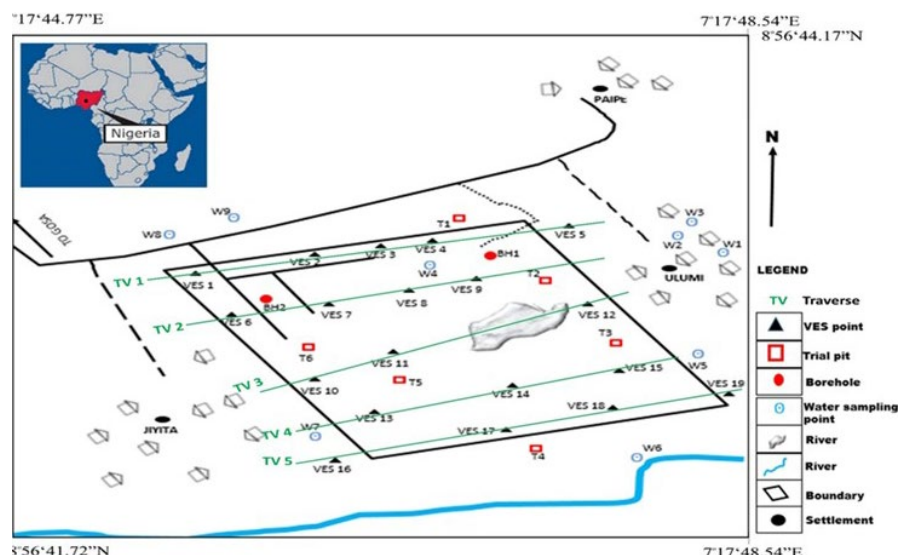 7°17‘44.77”E
7°17‘48.54”E
8°56‘44.17”N
Nigeria
PAIPE
N
TO GOSA
W9
W8
T1
W3
W2
W1
VES 5
VES 4
VES 3
VES 2
BH1
W4
ULUMI
TV 1
VES 1
T2
LEGEND
BH2
VES 8
VES 9
TV
Traverse
TV 2
VES 6
VES 7
VES 12
VES point
T6
T3
Trial pit
VES 11
W5
TV 3
VES 10
T5
VES 15
Borehole
VES 14
VES 19
JIYITA
VES 13
VES 18
Water sampling
point
TV 4
W7
VES 17
River
TV 5
VES 16
T4
W6
River
Boundary
Settlement
8°56‘41.72”N
7°17‘48.54”E